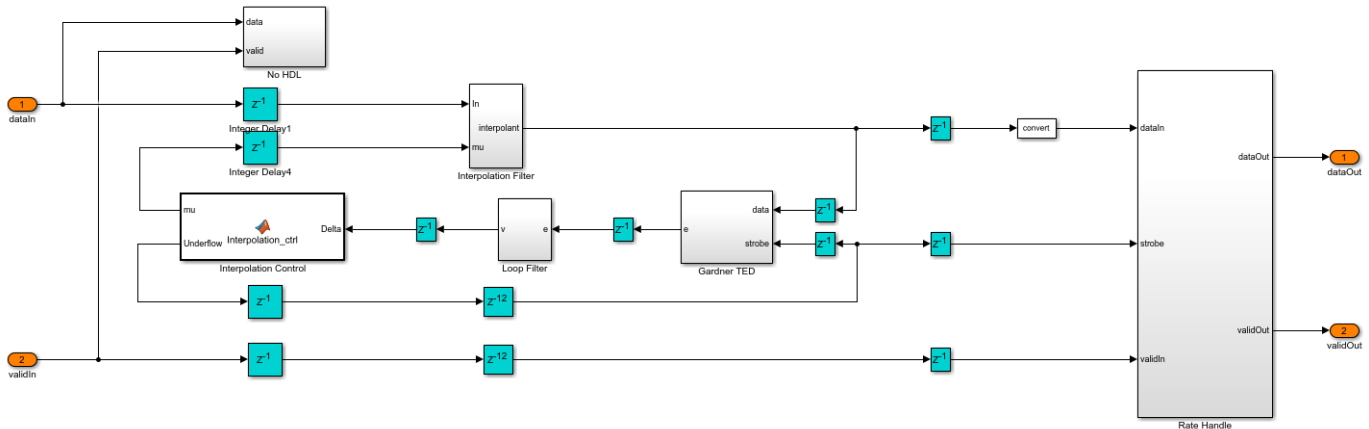 data
valid
No HDL
1
dataIn
z-1
Integer Delay1
z-1
Integer Delay4
In
interpolant
mu
Interpolation Filter
z-1
convert
dataIn
dataOut
1
dataOut
mu
Underflow
Interpolation_ctrl
Delta
Interpolation Control
z-1
v
e
Loop Filter
z-1
data
e
strobe
Gardner TED
z-1
z-1
z-1
strobe
z-1
z-12
2
validIn
z-1
z-12
z-1
validIn
validOut
2
validOut
Rate Handle